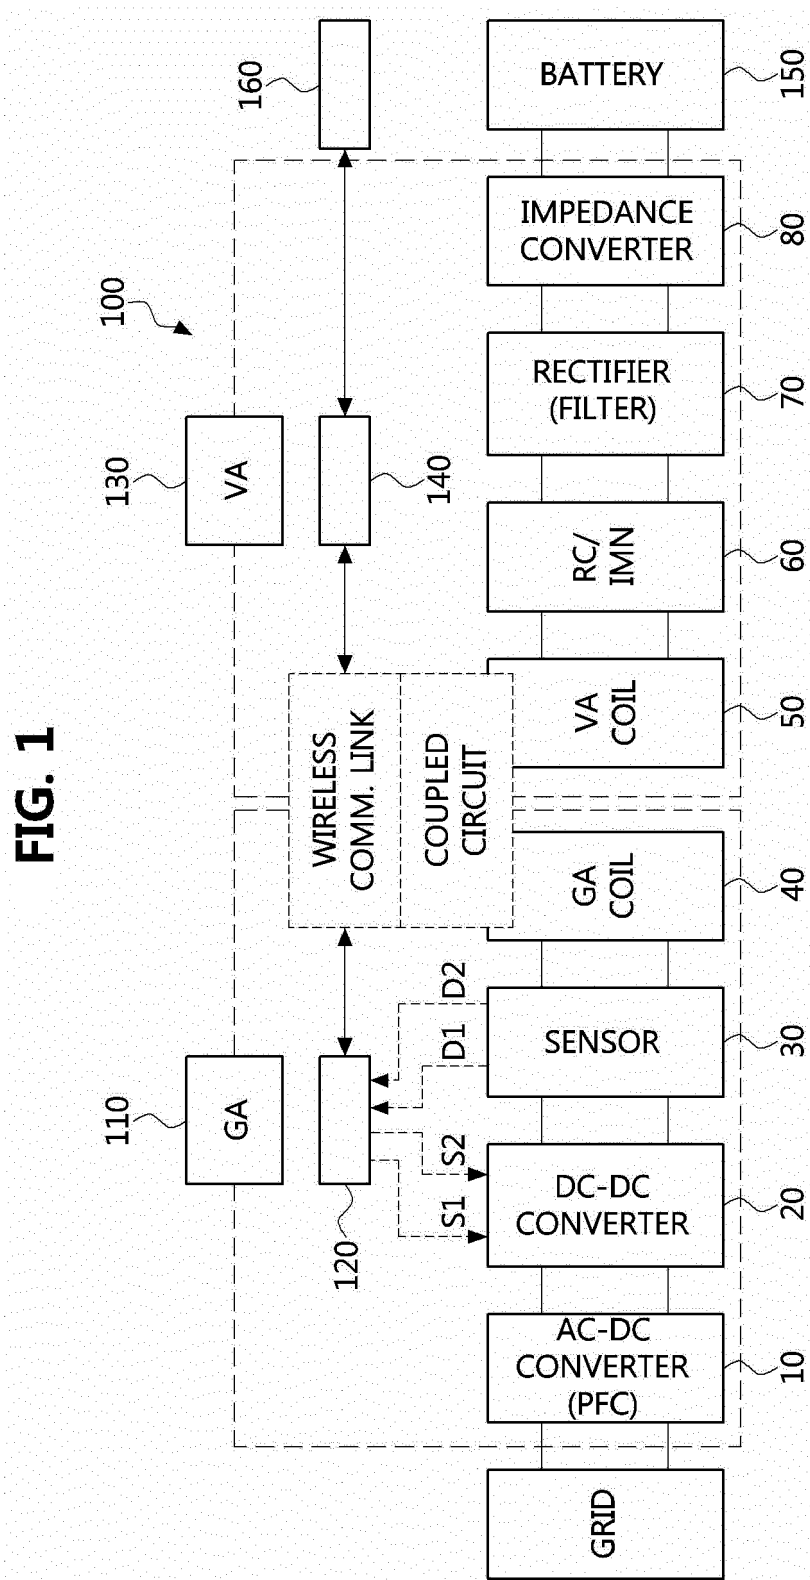 FIG. 1
100
110
GA
130
VA
120
140
160
WIRELESS
COMM. LINK
COUPLED
CIRCUIT
S1
S2
D1
D2
GRID
AC-DC
CONVERTER
(PFC)
10
DC-DC
CONVERTER
20
SENSOR
30
GA
COIL
40
VA
COIL
50
RC/
IMN
60
RECTIFIER
(FILTER)
70
IMPEDANCE
CONVERTER
80
BATTERY
150